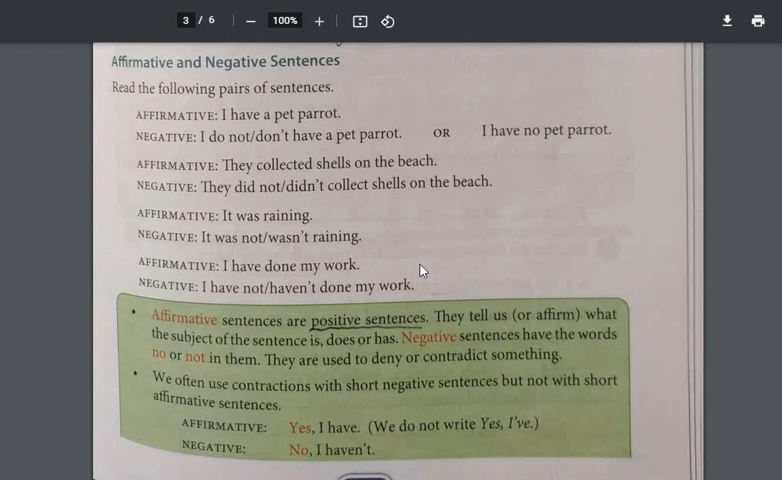 3 / 6 100%
Affirmative and Negative Sentences
Read the following pairs of sentences.
AFFIRMATIVE: I have a pet parrot.
NEGATIVE: I do not/don't have a pet parrot. OR I have no pet parrot.
AFFIRMATIVE: They collected shells on the beach.
NEGATIVE: They did not/didn't collect shells on the beach.
AFFIRMATIVE: It was raining.
NEGATIVE: It was not/wasn't raining.
AFFIRMATIVE: I have done my work.
NEGATIVE: I have not/haven't done my work.
• Affirmative sentences are positive sentences. They tell us (or affirm) what
the subject of the sentence is, does or has. Negative sentences have the words
no or not in them. They are used to deny or contradict something.
• We often use contractions with short negative sentences but not with short
affirmative sentences.
AFFIRMATIVE: Yes, I have. (We do not write Yes, I've.)
NEGATIVE: No, I haven't.